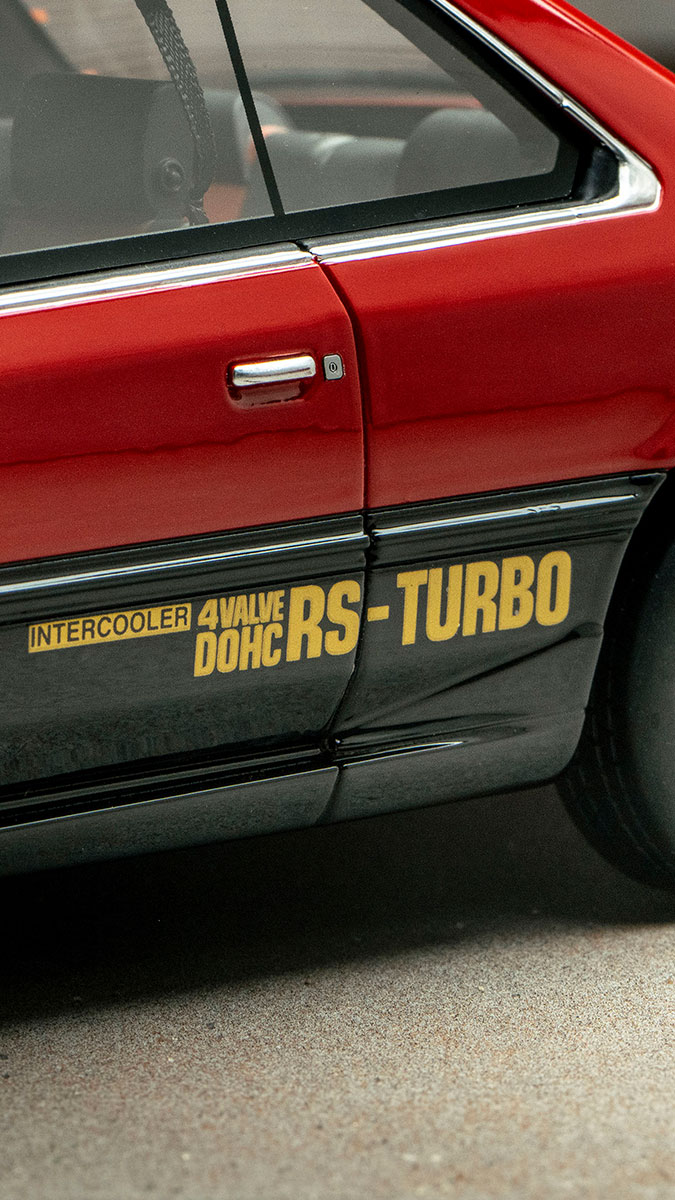 INTERCOOLER
4VALVE
DOHC
RS-TURBO